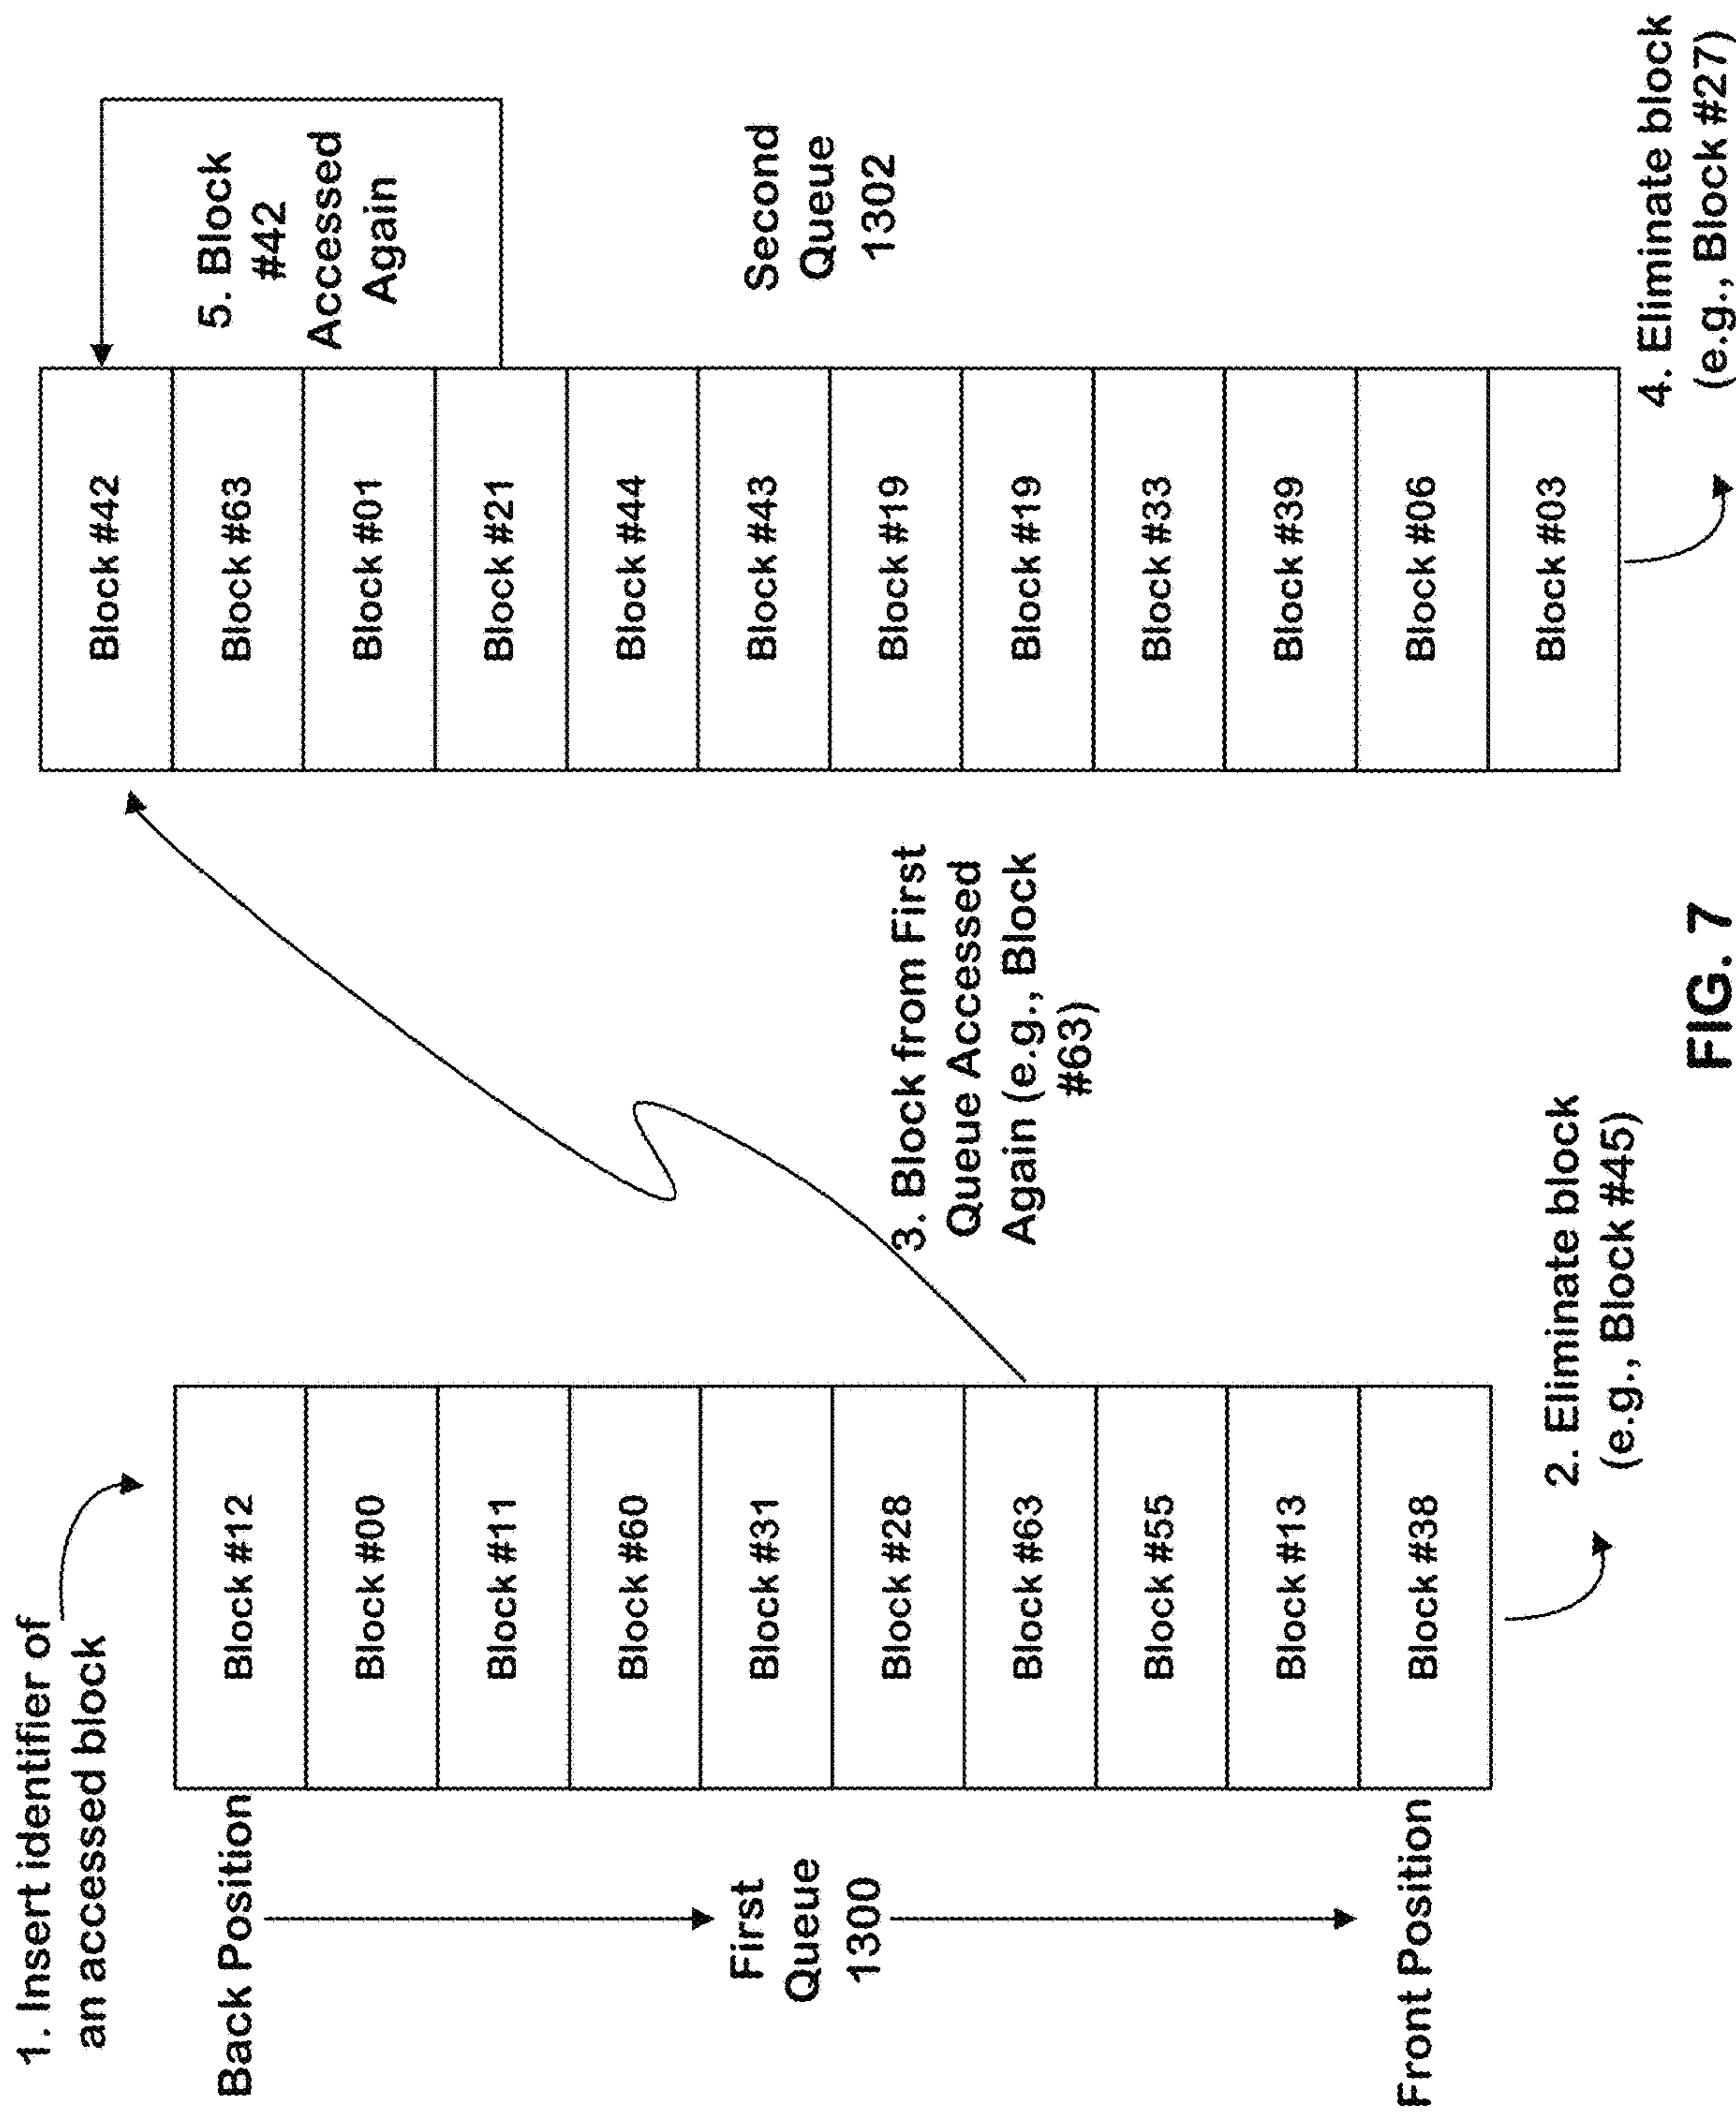 1. Insert identifier of
an accessed block
Back Position
First
Queue
1300
Front Position
Block #12
Block #00
Block #11
Block #60
Block #31
Block #28
Block #63
Block #55
Block #13
Block #38
2. Eliminate block
(e.g., Block #45)
3. Block from First
Queue Accessed
Again (e.g., Block
#63)
Block #42
Block #63
Block #01
Block #21
Block #44
Block #43
Block #19
Block #19
Block #33
Block #39
Block #06
Block #03
4. Eliminate block
(e.g., Block #27)
5. Block
#42
Accessed
Again
Second
Queue
1302
FIG. 7